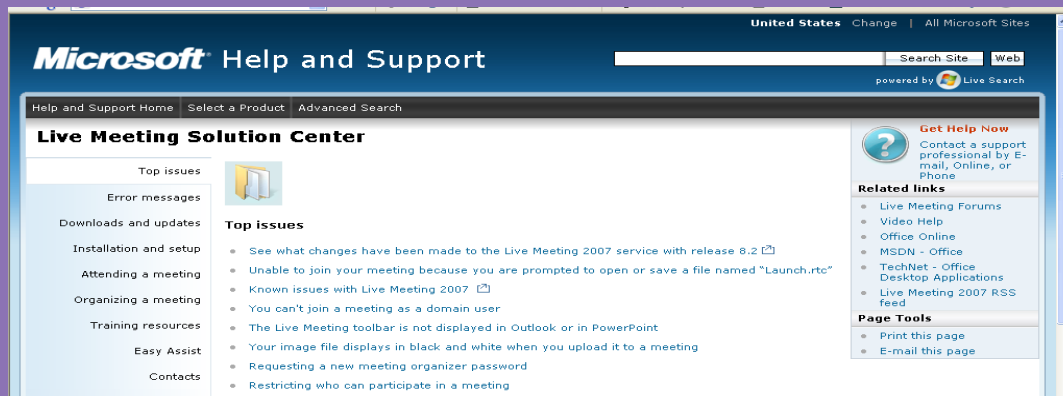 United States Change | All Microsoft Sites
Microsoft Help and Support
Search Site Web
powered by Live Search
Help and Support Home Select a Product Advanced Search
Live Meeting Solution Center
Top issues
Error messages
Downloads and updates
Installation and setup
Attending a meeting
Organizing a meeting
Training resources
Easy Assist
Contacts
Top issues
See what changes have been made to the Live Meeting 2007 service with release 8.2
Unable to join your meeting because you are prompted to open or save a file named "Launch.rtc"
Known issues with Live Meeting 2007
You can't join a meeting as a domain user
The Live Meeting toolbar is not displayed in Outlook or in PowerPoint
Your image file displays in black and white when you upload it to a meeting
Requesting a new meeting organizer password
Restricting who can participate in a meeting
Get Help Now
Contact a support
professional by E-
mail, Online, or
Phone
Related links
Live Meeting Forums
Video Help
Office Online
MSDN - Office
TechNet - Office
Desktop Applications
Live Meeting 2007 RSS
feed
Page Tools
Print this page
E-mail this page